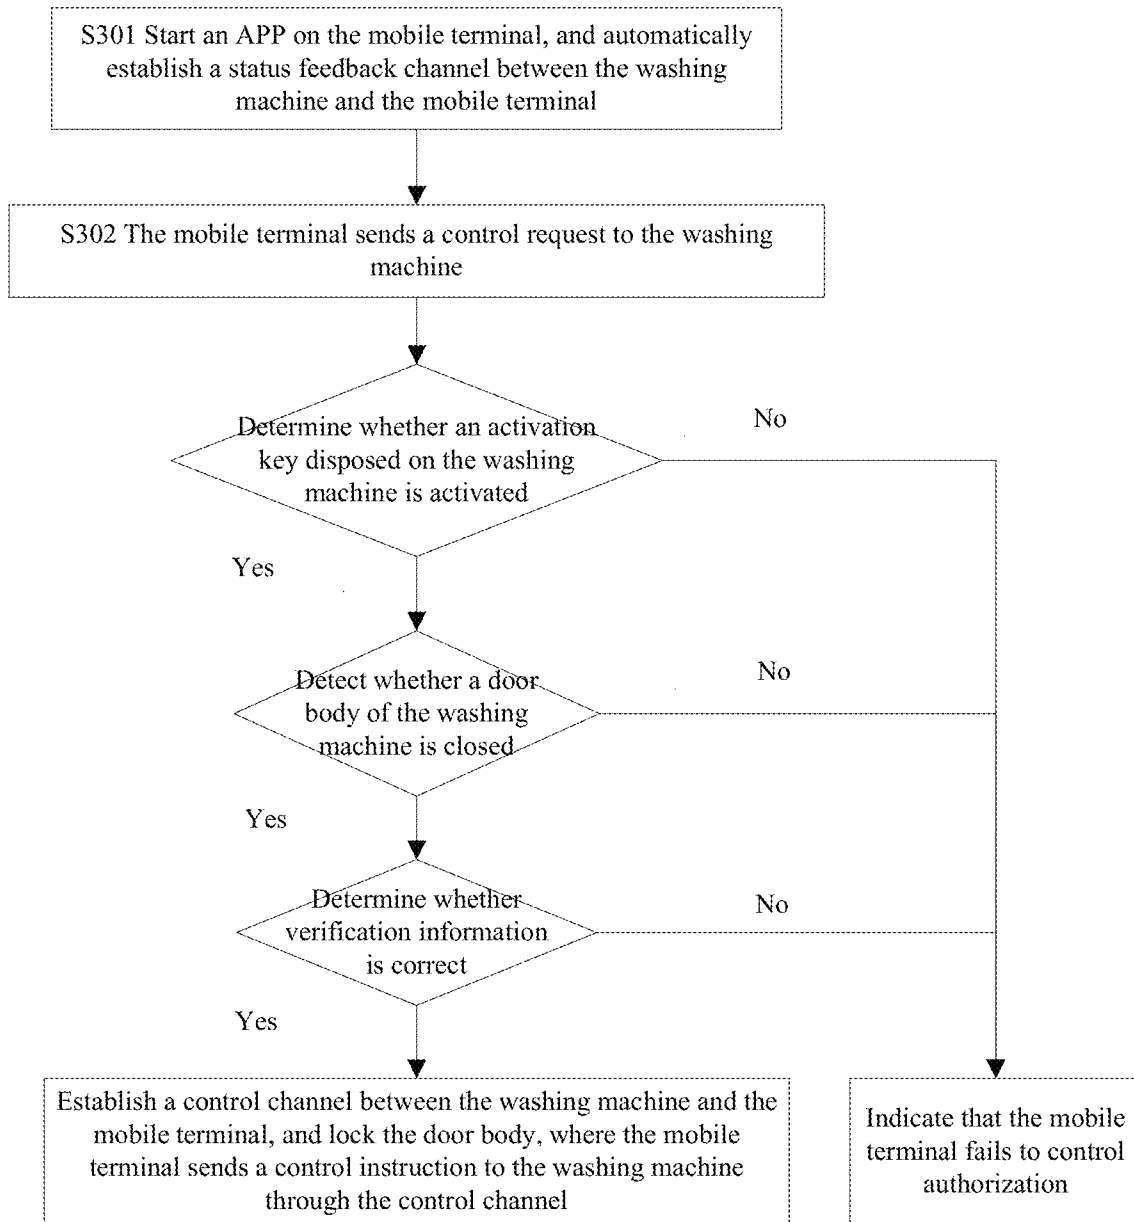 S301 Start an APP on the mobile terminal, and automatically
establish a status feedback channel between the washing
machine and the mobile terminal
S302 The mobile terminal sends a control request to the washing
machine
Determine whether an activation
key disposed on the washing
machine is activated
No
Yes
Detect whether a door
body of the washing
machine is closed
No
Yes
Determine whether
verification information
is correct
No
Yes
Establish a control channel between the washing machine and the
mobile terminal, and lock the door body, where the mobile
terminal sends a control instruction to the washing machine
through the control channel
Indicate that the mobile
terminal fails to control
authorization